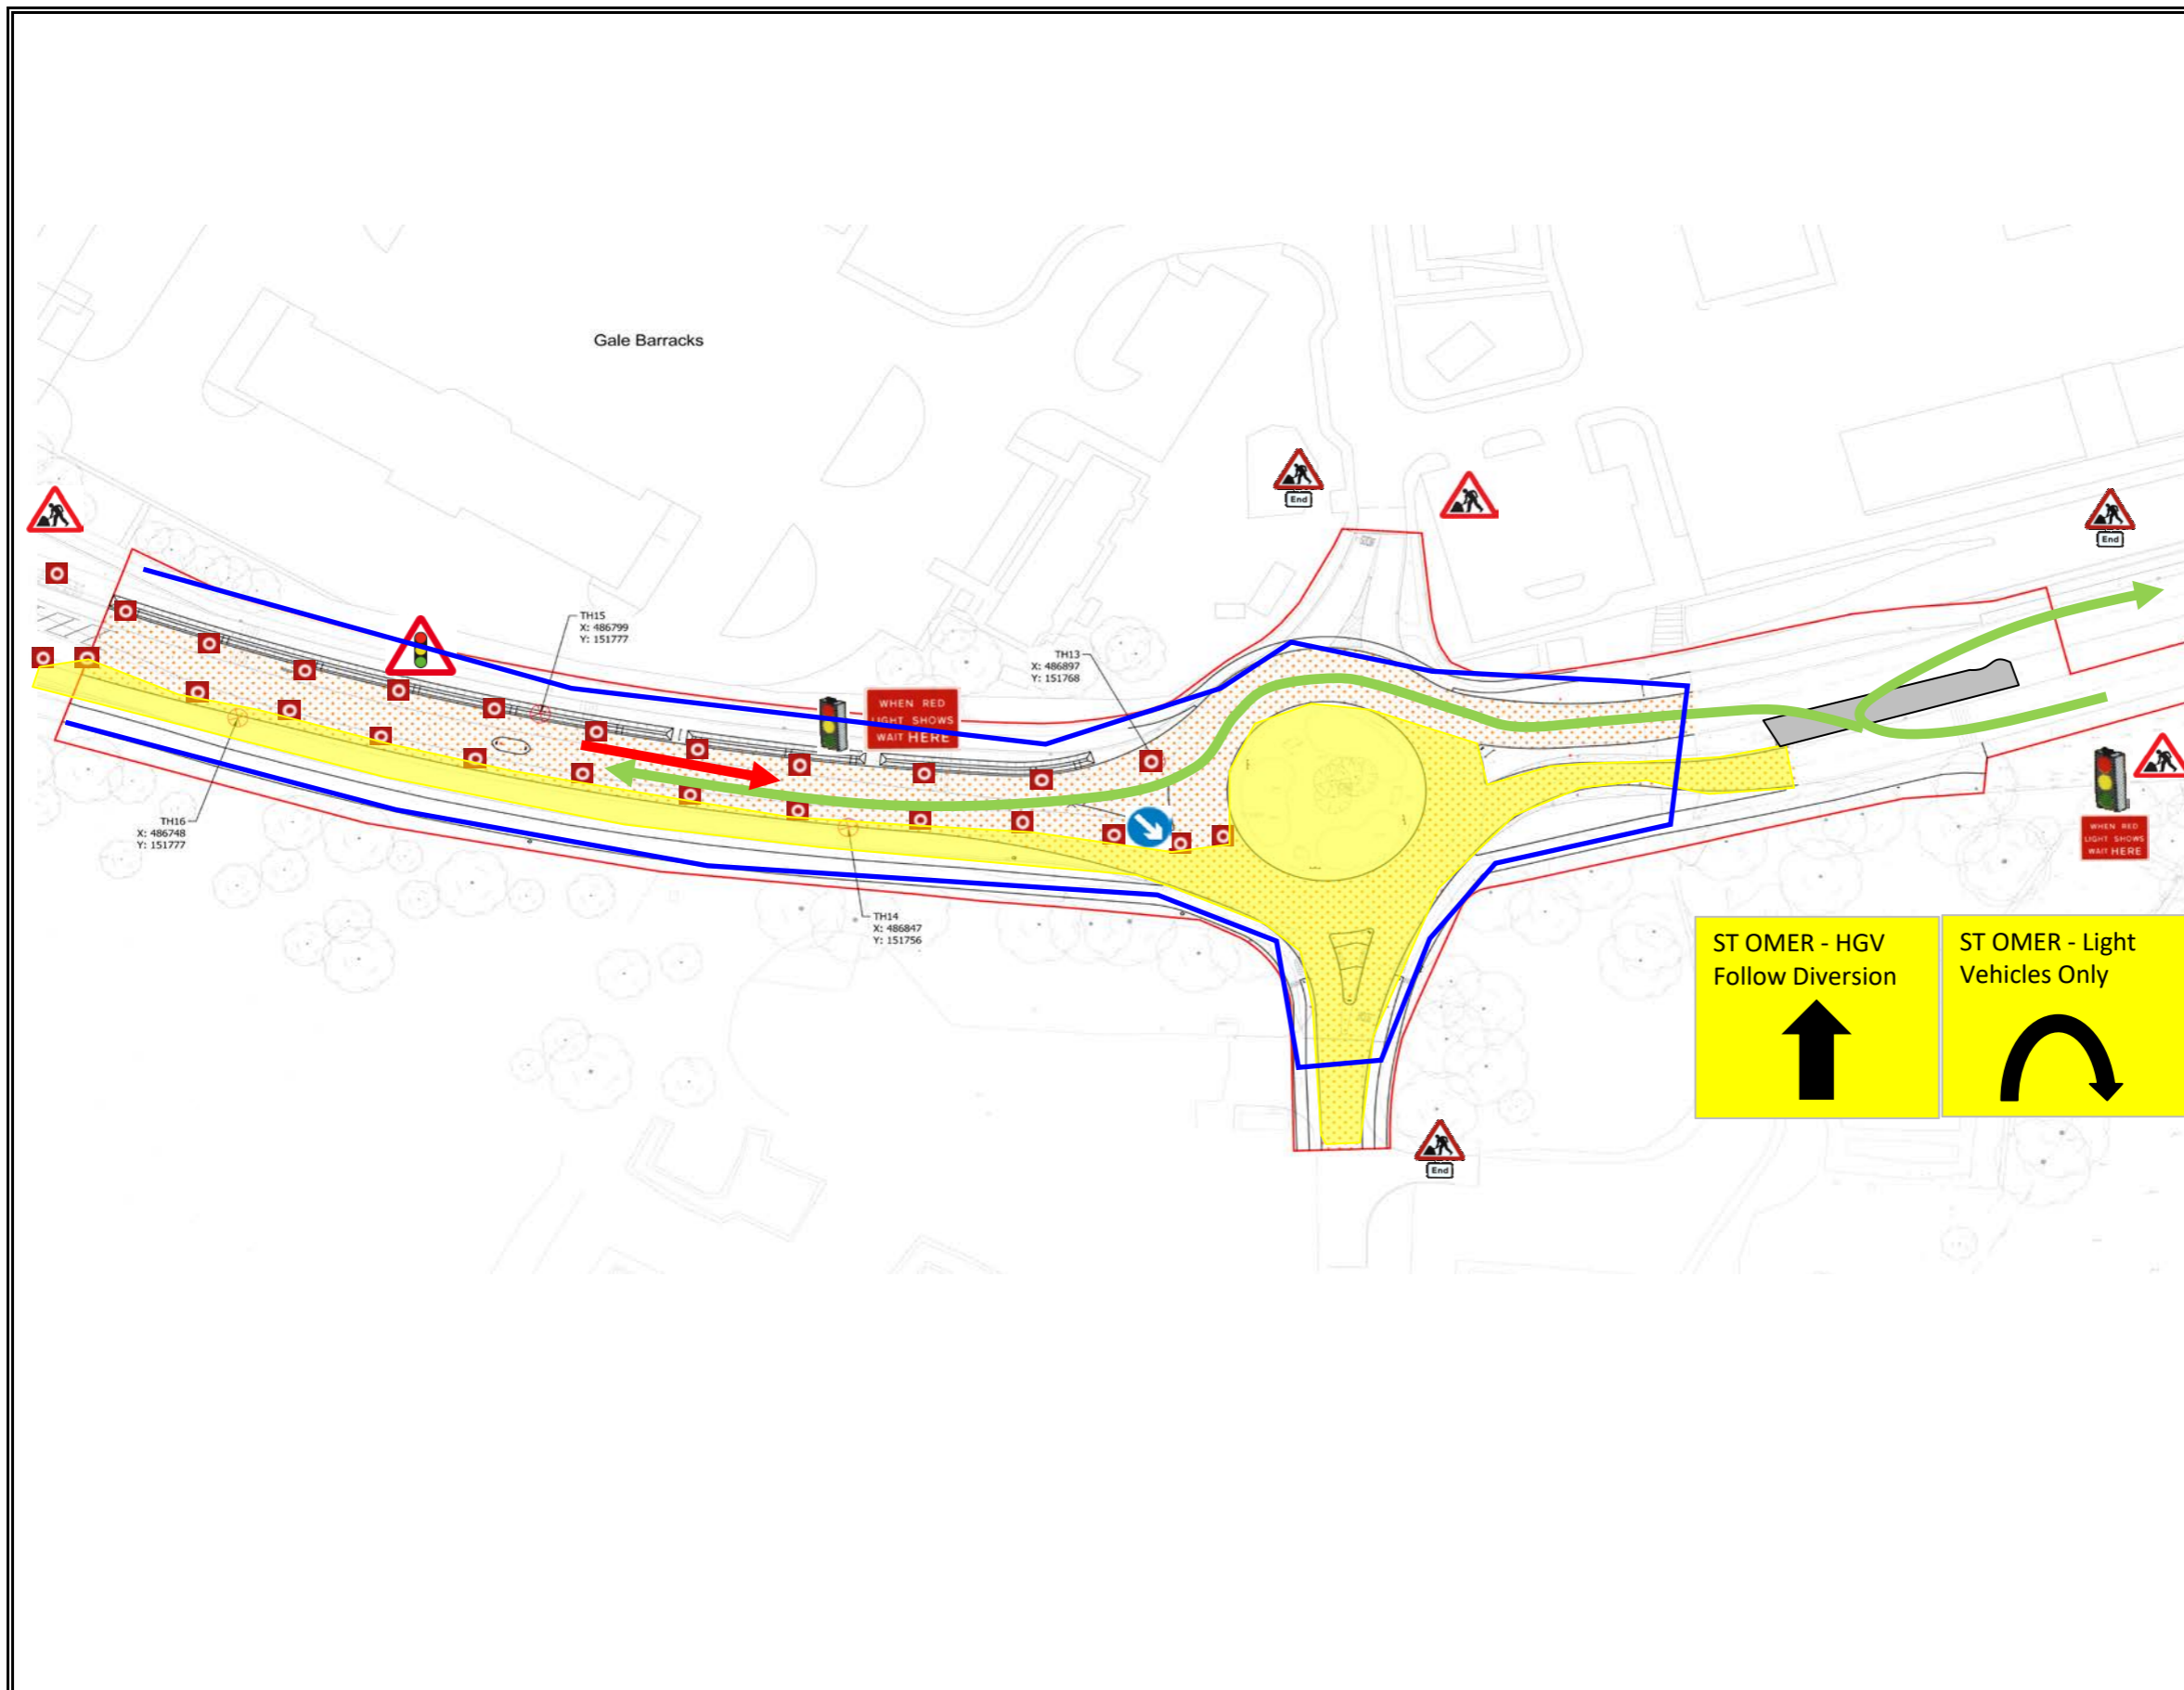 Gale Barracks
End
End
TH15
X: 486799
Y: 151777
TH13
X: 486897
Y: 151768
WHEN RED
LIGHT SHOWS
WAIT HERE
TH16
X: 486748
Y: 151777
WHEN RED
LIGHT SHOWS
WAIT HERE
TH14
X: 486847
Y: 151756
ST OMER - HGV
Follow Diversion
ST OMER - Light
Vehicles Only
End